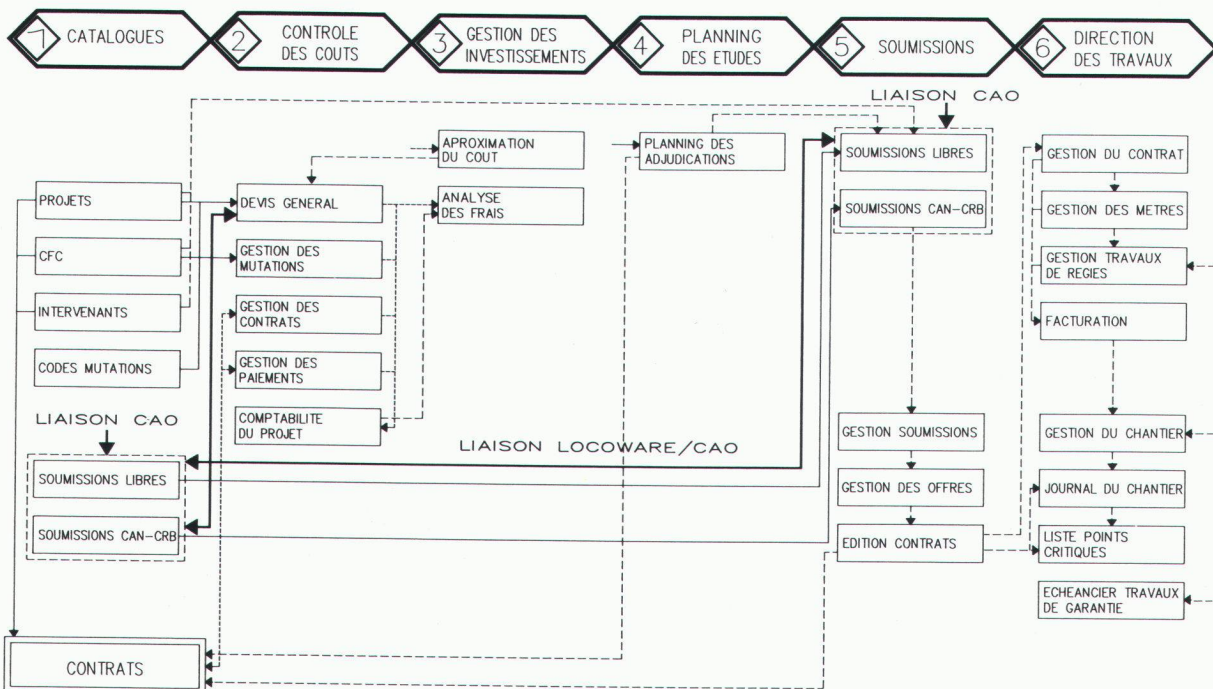 1 CATALOGUES
2 CONTROLE
DES COUTS
3 GESTION DES
INVESTISSEMENTS
4 PLANNING
DES ETUDES
5 SOUMISSIONS
6 DIRECTION
DES TRAVAUX
PROJETS
CFC
INTERVENANTS
CODES MUTATIONS
LIAISON CAO
SOUMISSIONS LIBRES
SOUMISSIONS CAN-CRB
CONTRATS
DEVIS GENERAL
GESTION DES
MUTATIONS
GESTION DES
CONTRATS
GESTION DES
PAIEMENTS
COMPTABILITE
DU PROJET
APROXIMATION
DU COUT
ANALYSE
DES FRAIS
LIAISON LOCOWARE/CAO
PLANNING DES
ADJUDICATIONS
LIAISON CAO
SOUMISSIONS LIBRES
SOUMISSIONS CAN-CRB
GESTION SOUMISSIONS
GESTION DES OFFRES
EDITION CONTRATS
GESTION DU CONTRAT
GESTION DES METRES
GESTION TRAVAUX
DE REGIES
FACTURATION
GESTION DU CHANTIER
JOURNAL DU CHANTIER
LISTE POINTS
CRITIQUES
ECHEANCIER TRAVAUX
DE GARANTIE